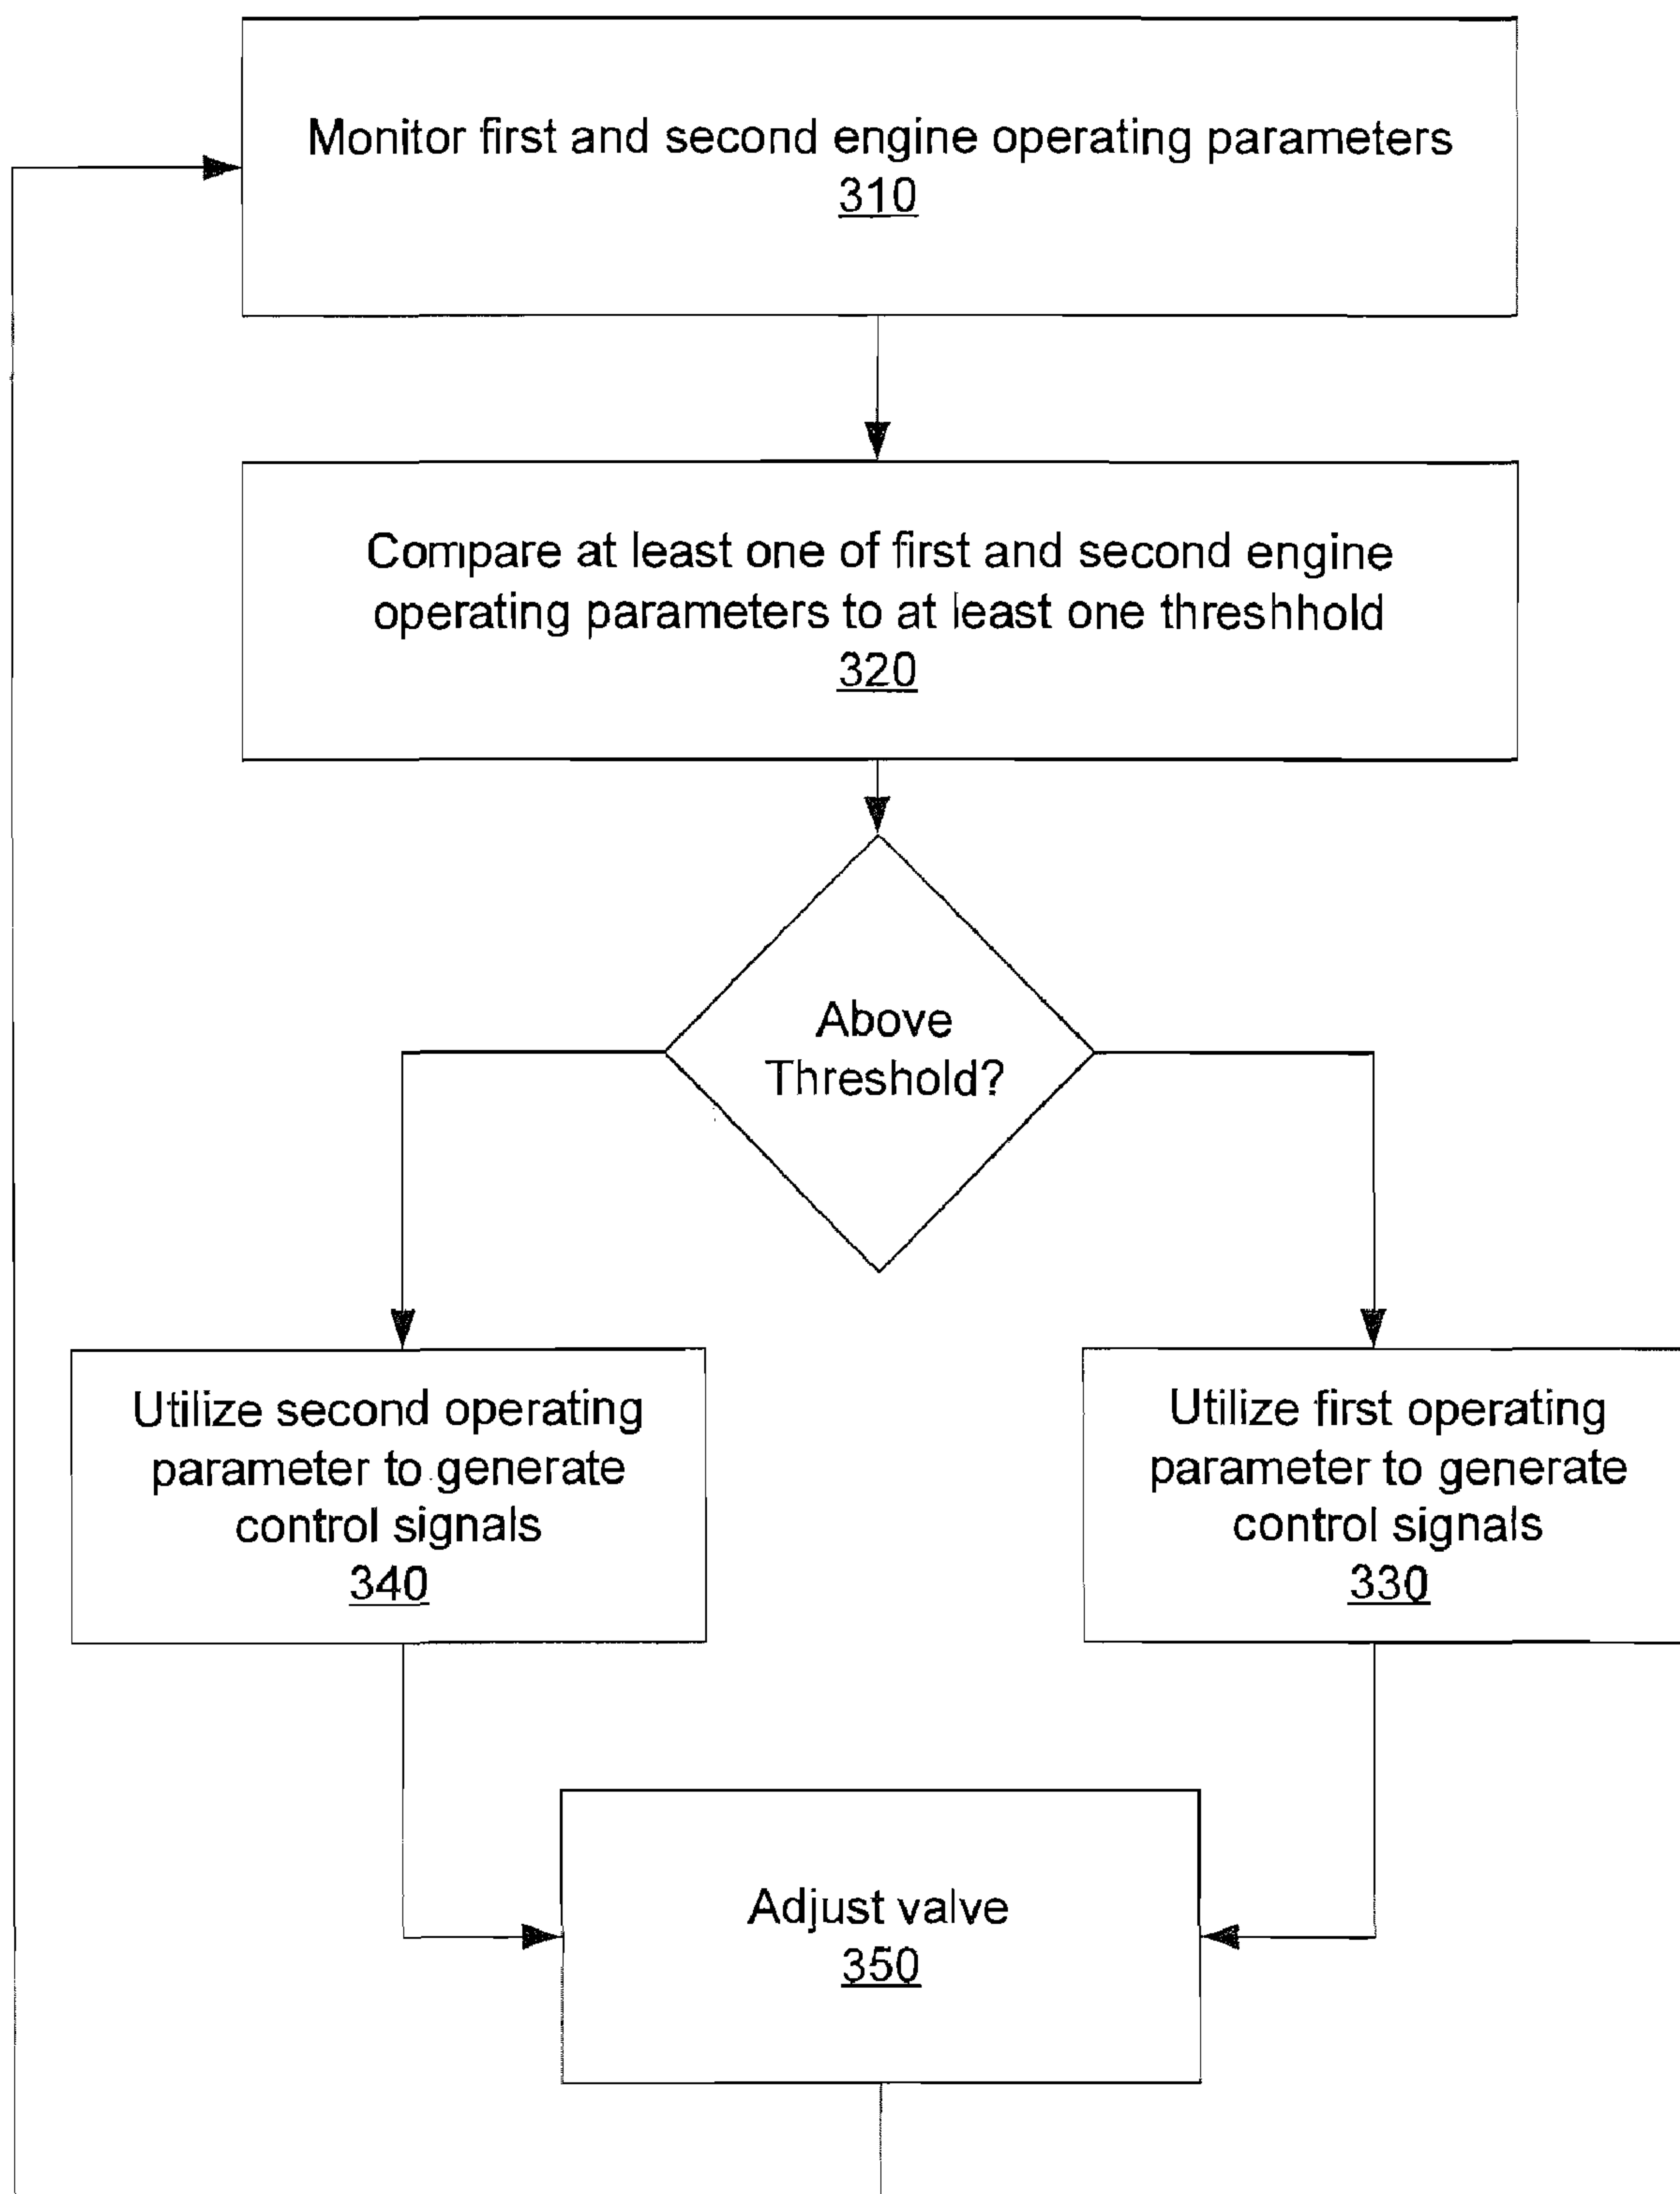 Monitor first and second engine operating parameters
310
Compare at least one of first and second engine
operating parameters to at least one threshhold
320
Above
Threshold?
Utilize second operating
parameter to generate
control signals
340
Utilize first operating
parameter to generate
control signals
330
Adjust valve
350